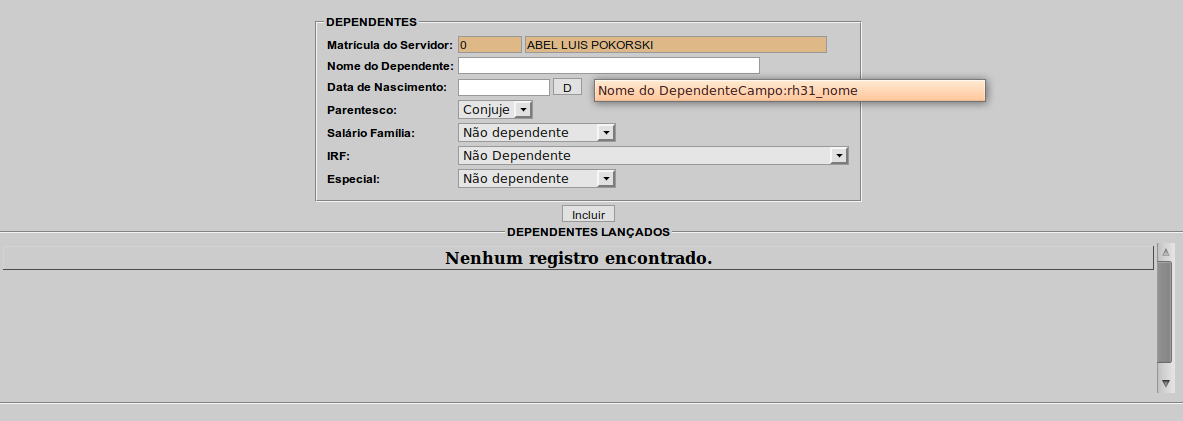 DEPENDENTES
Matrícula do Servidor: 0 ABEL LUIS POKORSKI
Nome do Dependente:
Data de Nascimento: D Nome do DependenteCampo:rh31_nome
Parentesco: Conjuje
Salário Família: Não dependente
IRF: Não Dependente
Especial: Não dependente
Incluir
DEPENDENTES LANÇADOS
Nenhum registro encontrado.